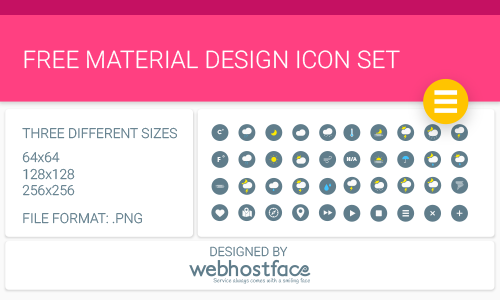 FREE MATERIAL DESIGN ICON SET
THREE DIFFERENT SIZES
64x64
128x128
256x256
FILE FORMAT: .PNG
C°
F°
N/A
DESIGNED BY
webhostface
Service always comes with a smiling face